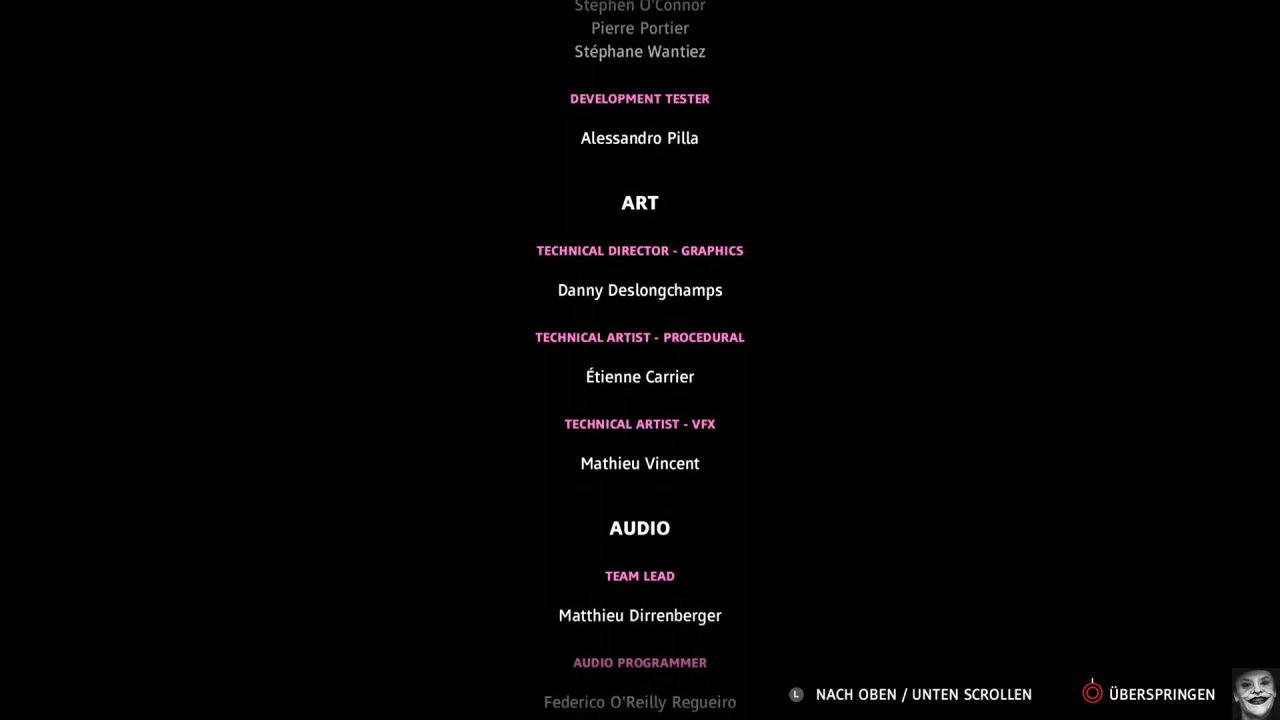 Stephen O'Connor
Pierre Portier
Stéphane Wantiez
DEVELOPMENT TESTER
Alessandro Pilla
ART
TECHNICAL DIRECTOR - GRAPHICS
Danny Deslongchamps
TECHNICAL ARTIST - PROCEDURAL
Étienne Carrier
TECHNICAL ARTIST - VFX
Mathieu Vincent
AUDIO
TEAM LEAD
Matthieu Dirrenberger
AUDIO PROGRAMMER
Federico O'Reilly Regueiro
L NACH OBEN / UNTEN SCROLLEN ÜBERSPRINGEN